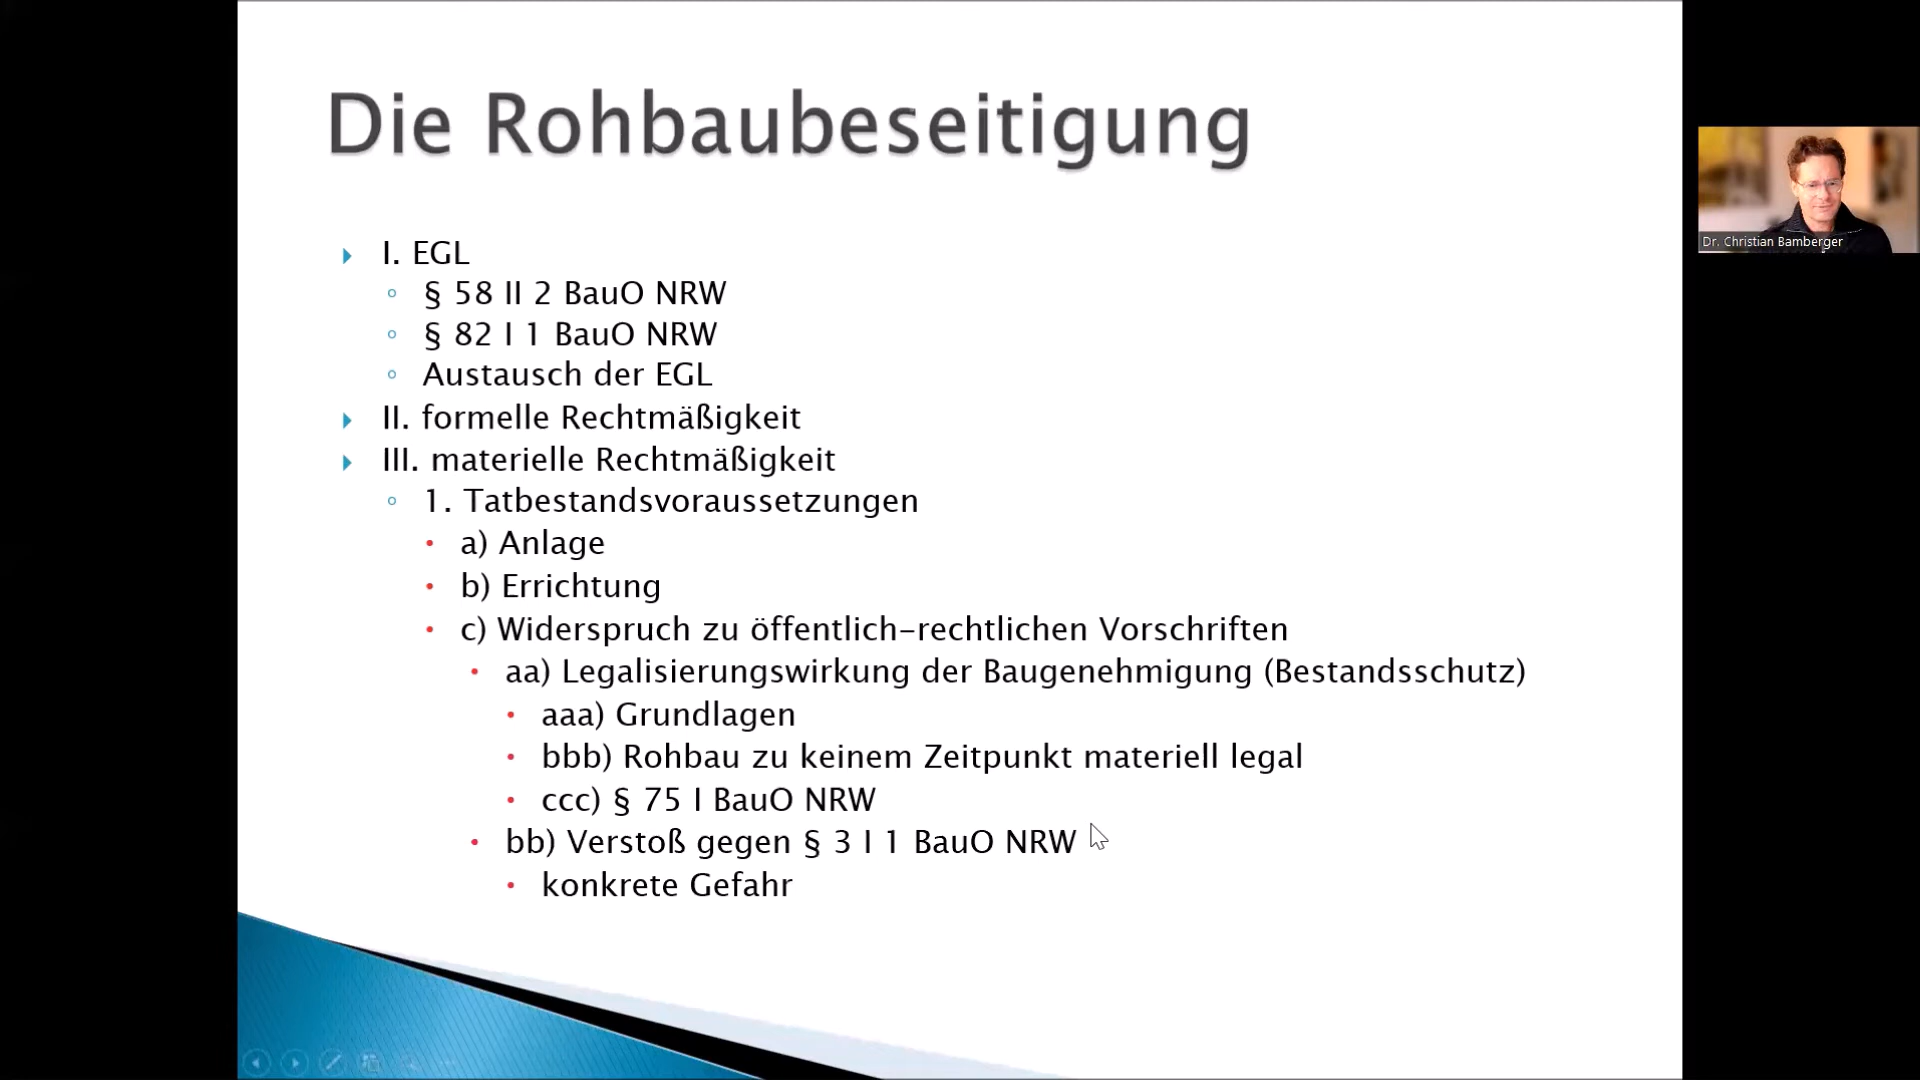 Die Rohbaubeseitigung
I. EGL
§ 58 II 2 BauO NRW
§ 82 I 1 BauO NRW
Austausch der EGL
II. formelle Rechtmäßigkeit
III. materielle Rechtmäßigkeit
1. Tatbestandsvoraussetzungen
a) Anlage
b) Errichtung
c) Widerspruch zu öffentlich-rechtlichen Vorschriften
aa) Legalisierungswirkung der Baugenehmigung (Bestandsschutz)
aaa) Grundlagen
bbb) Rohbau zu keinem Zeitpunkt materiell legal
ccc) § 75 I BauO NRW
bb) Verstoß gegen § 3 I 1 BauO NRW
konkrete Gefahr
Dr. Christian Bamberger